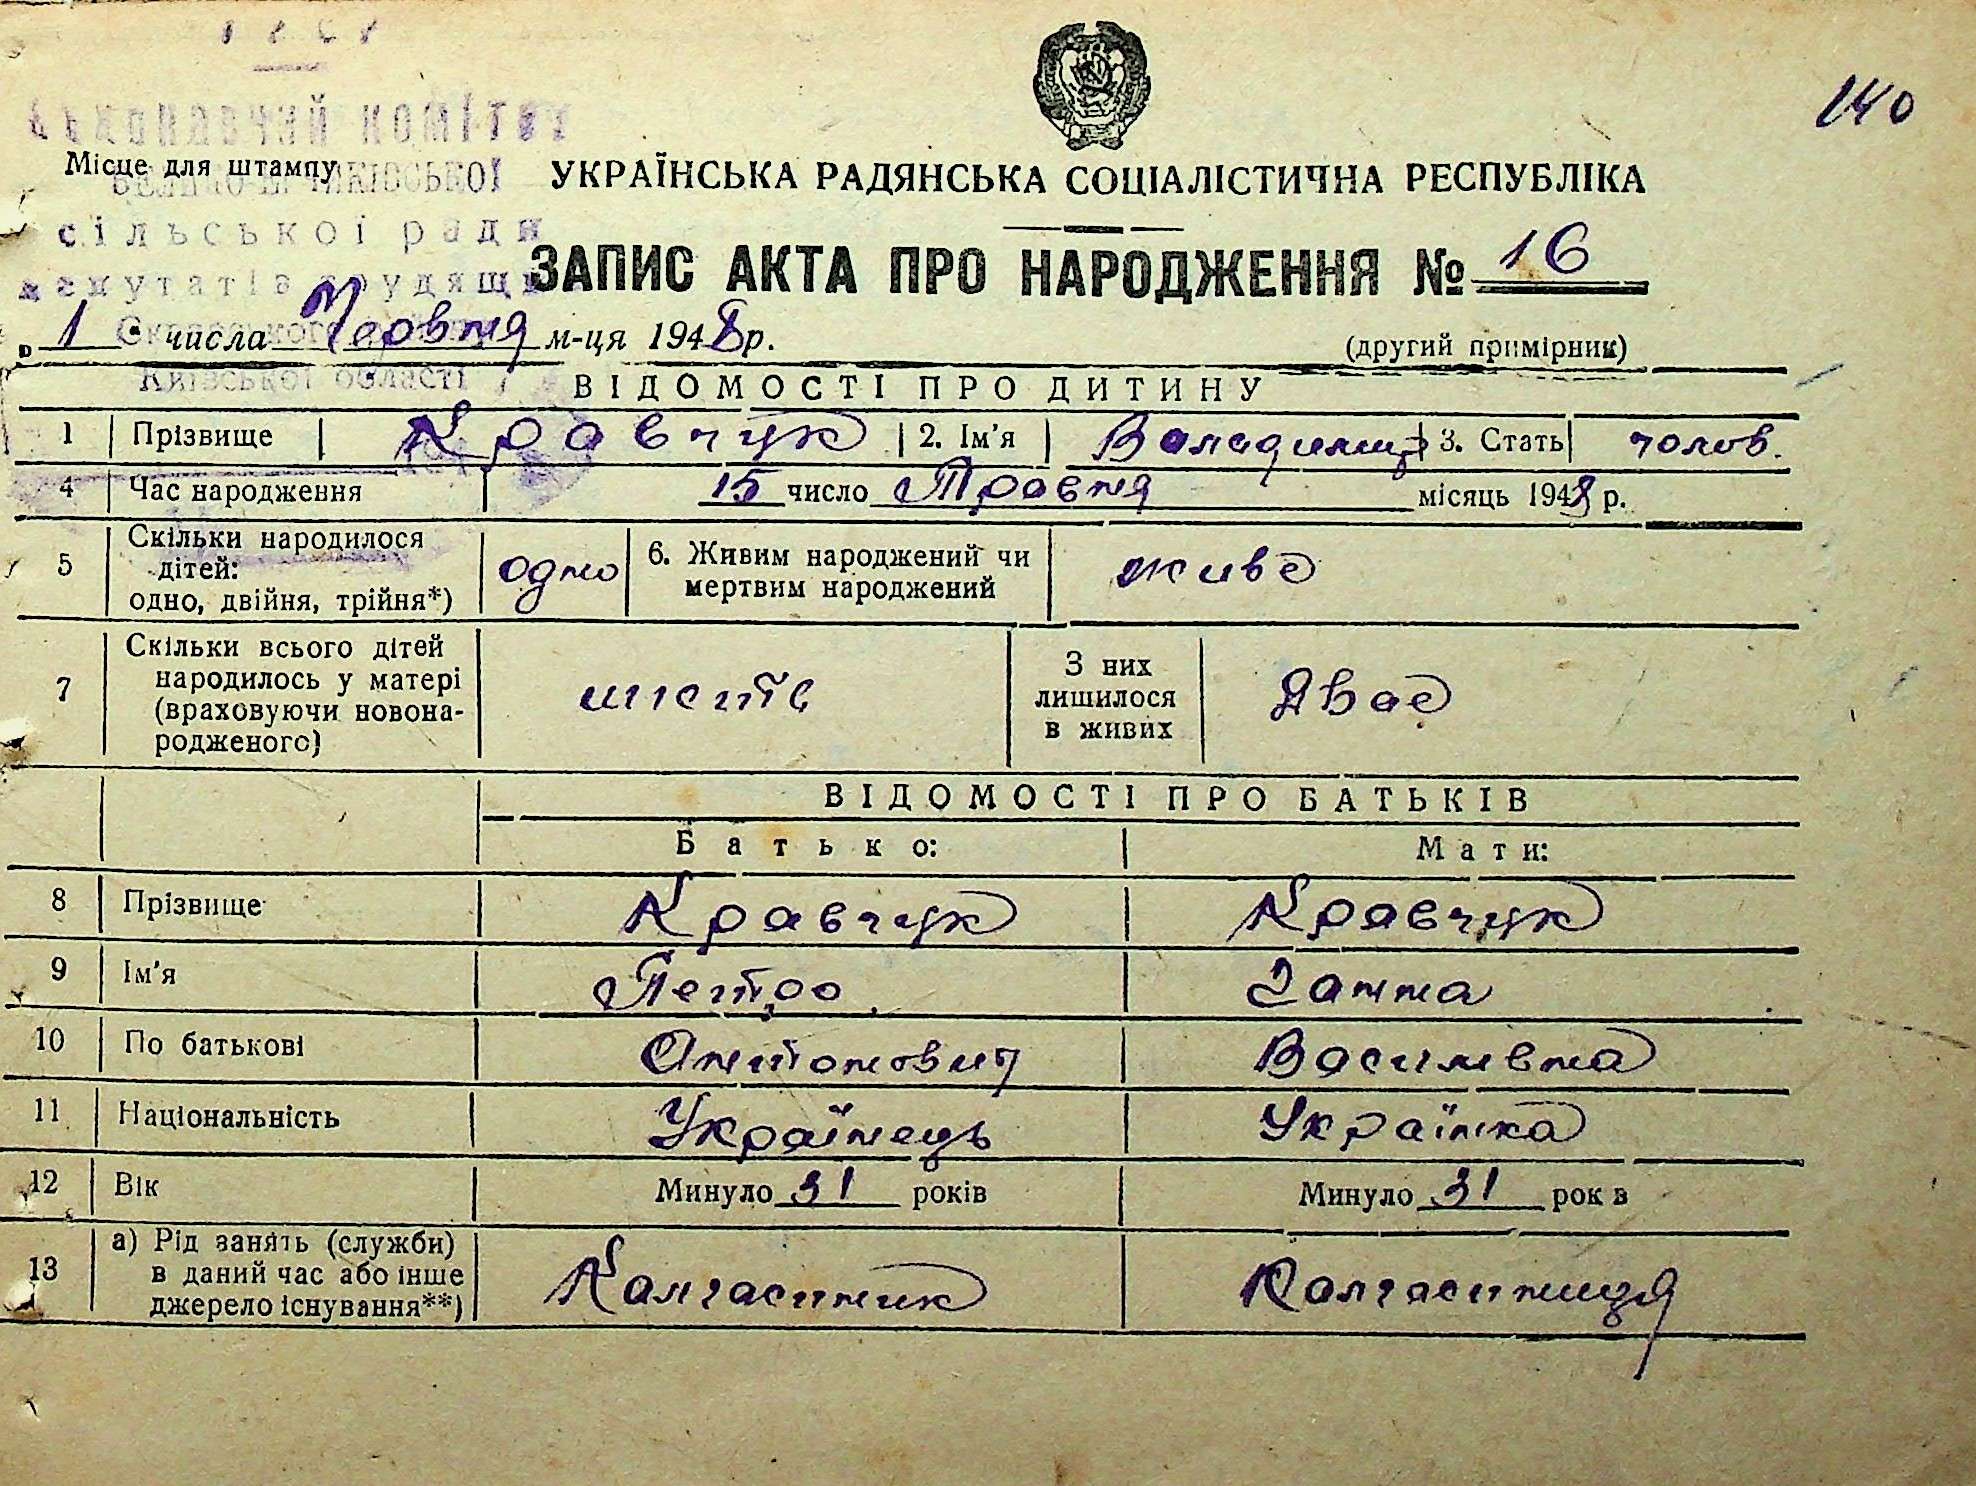 У Р С Р
Виконавчий комітет
140
Місце для штампу
УКРАЇНСЬКА РАДЯНСЬКА СОЦІАЛІСТИЧНА РЕСПУБЛІКА
сільської ради
депутатів трудящих
ЗАПИС АКТА ПРО НАРОДЖЕННЯ № 16
1 числа Червня м-ця 1948 р.
(другий примірник)
Київської області
ВІДОМОСТІ ПРО ДИТИНУ
1 Прізвище Кравчук 2. Ім'я Володимир 3. Стать чолов.
4 Час народження 15 число Травня місяць 1948 р.
5 Скільки народилося дітей: одно, двійня, трійня*) одно 6. Живим народжений чи мертвим народжений живе
7 Скільки всього дітей народилось у матері (враховуючи новонародженого) шість З них лишилося в живих двоє
ВІДОМОСТІ ПРО БАТЬКІВ
Батько: Мати:
8 Прізвище Кравчук Кравчук
9 Ім'я Петро Ганна
10 По батькові Антонович Василівна
11 Національність Українець Українка
12 Вік Минуло 31 років Минуло 31 рок в
13 а) Рід занять (служби) в даний час або інше джерело існування**) Колгоспник Колгоспниця